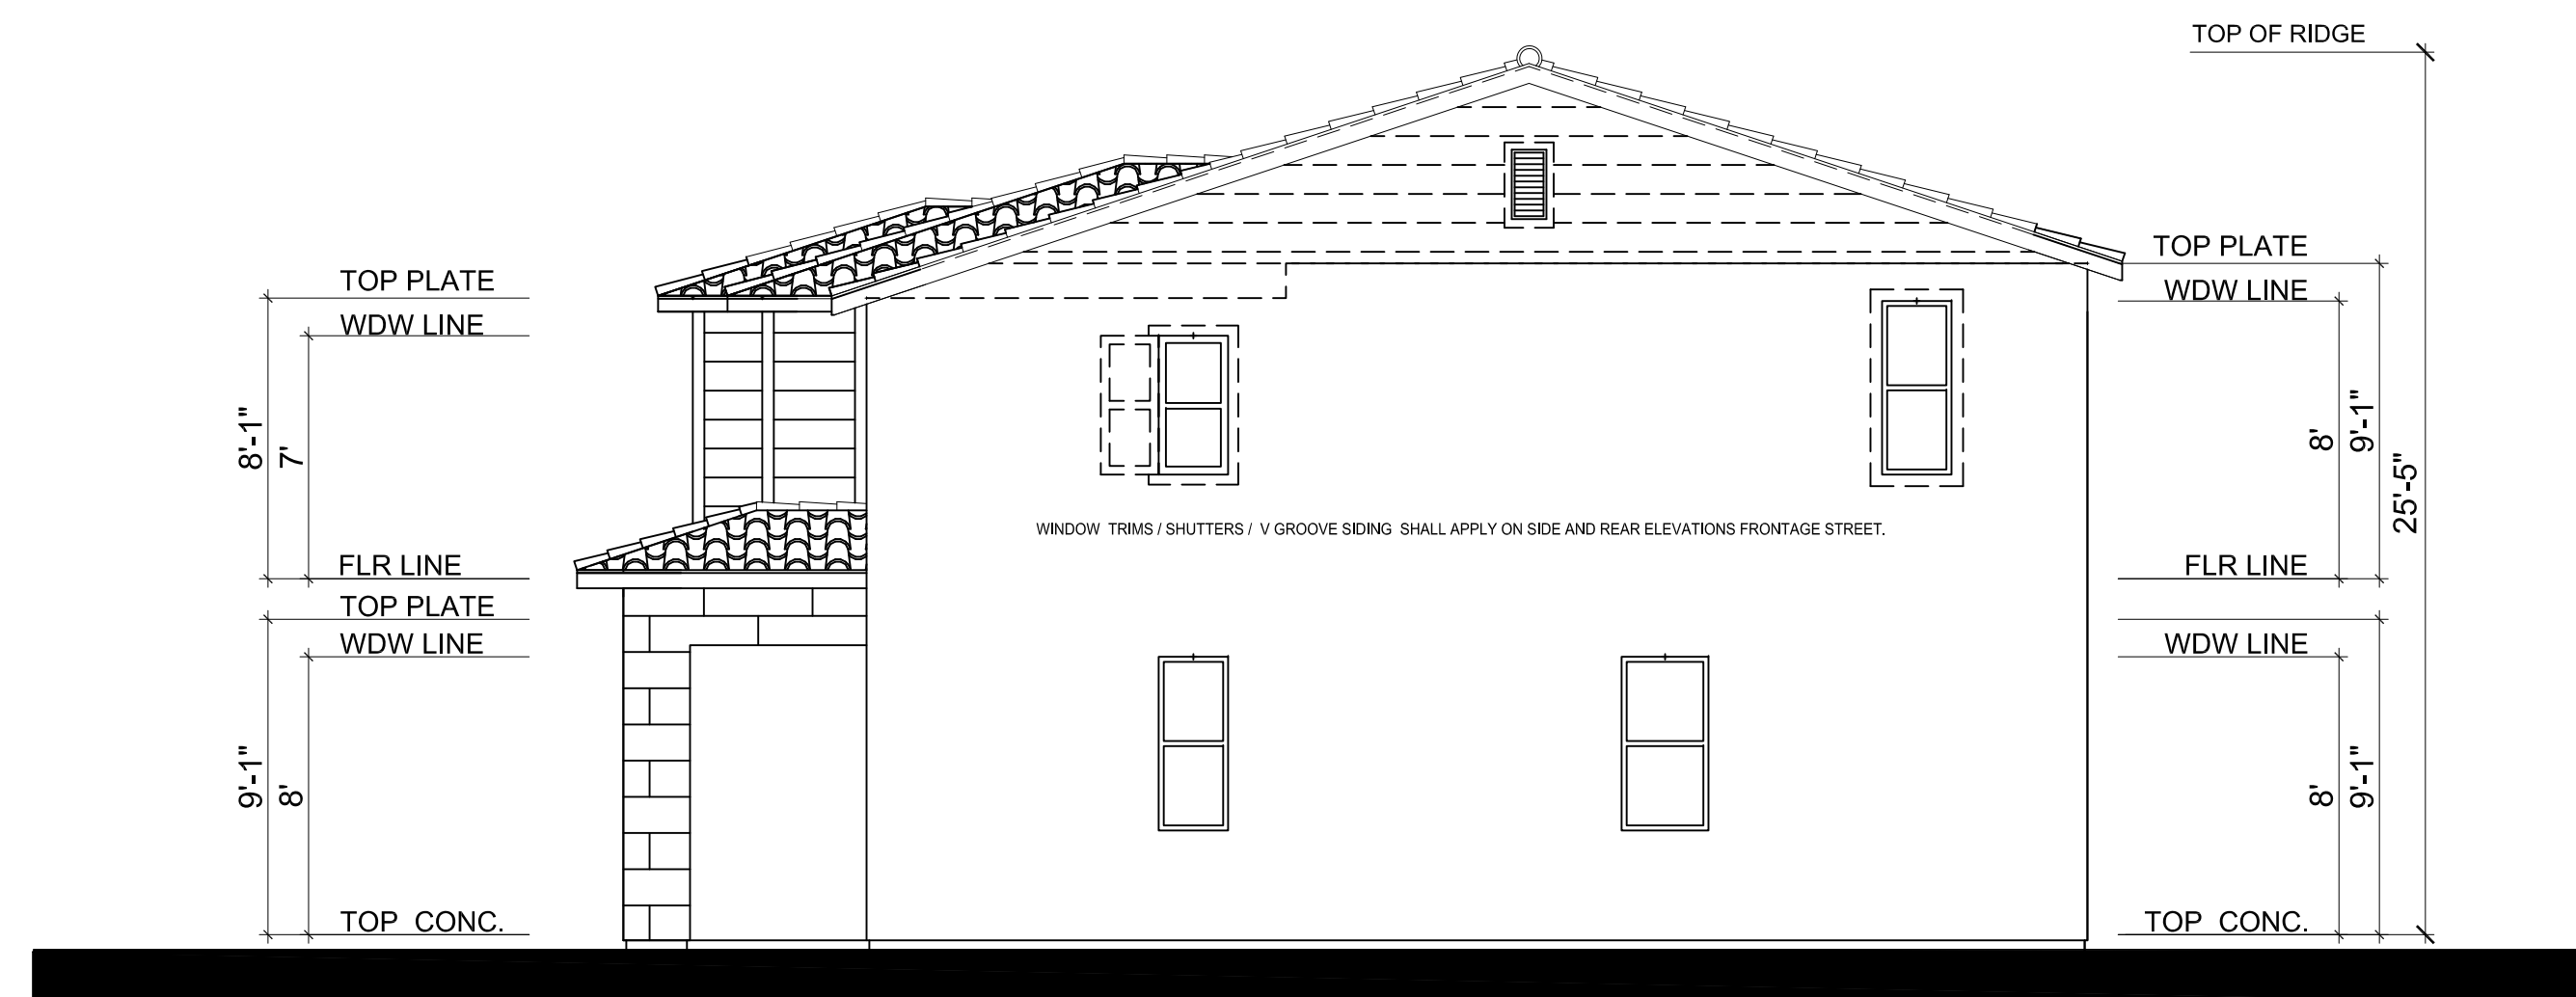 TOP OF RIDGE
TOP PLATE
WDW LINE
8'-1"
7'
FLR LINE
TOP PLATE
WDW LINE
9'-1"
8'
TOP CONC.
WINDOW TRIMS / SHUTTERS / V GROOVE SIDING SHALL APPLY ON SIDE AND REAR ELEVATIONS FRONTAGE STREET.
TOP PLATE
WDW LINE
8'
9'-1"
25'-5"
FLR LINE
WDW LINE
8'
9'-1"
TOP CONC.